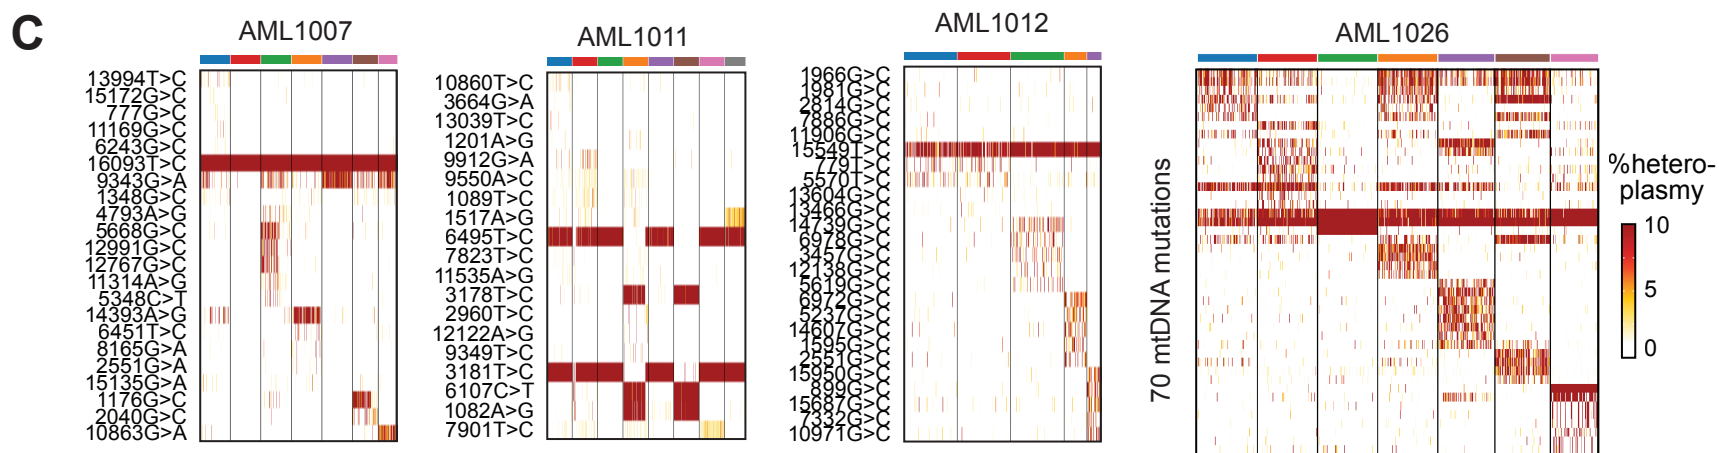 C
AML1007
13994T>C
15172G>C
777G>C
11169G>C
6243G>C
16093T>C
9343G>A
1348G>C
4793A>G
5668G>C
12991G>C
12767G>C
11314A>G
5348C>T
14393A>G
6451T>C
8165G>A
2551G>A
15135G>A
1176G>C
2040G>C
10863G>A
AML1011
10860T>C
3664G>A
13039T>C
1201A>G
9912G>A
9550A>C
1089T>C
1517A>G
6495T>C
7823T>C
11535A>G
3178T>C
2960T>C
12122A>G
9349T>C
3181T>C
6107C>T
1082A>G
7901T>C
AML1012
1966G>C
1981G>C
2814G>C
7886G>C
11906G>C
15549T>C
779T>C
5570T>C
13604G>C
13466G>C
14739G>C
6978G>C
3457G>C
12138G>C
5619G>C
6972G>C
5237G>C
14607G>C
1595G>C
2551G>C
15950G>C
899G>C
15687G>C
7332G>C
10971G>C
AML1026
70 mtDNA mutations
%hetero-
plasmy
10
5
0